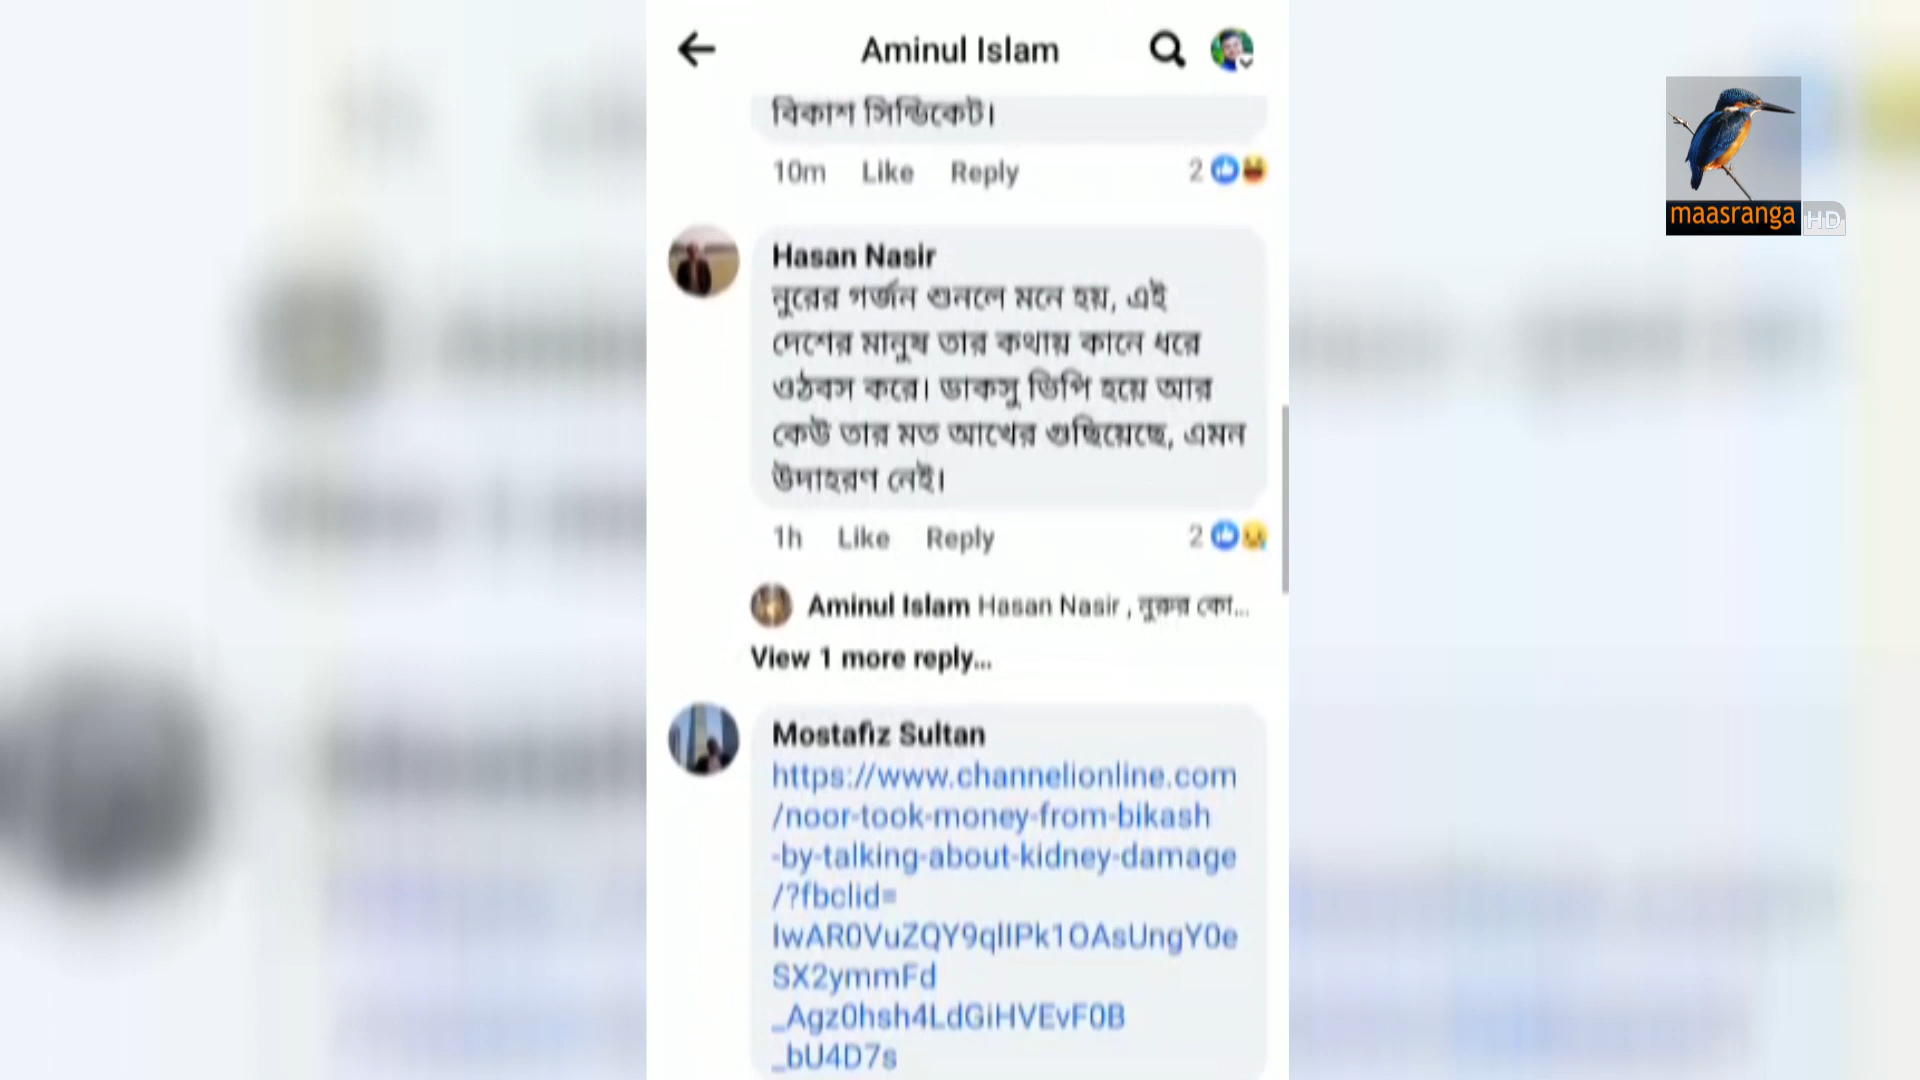 Aminul Islam
বিকাশ সিন্ডিকেট।
10m Like Reply 2
Hasan Nasir
নুরের গর্জন শুনলে মনে হয়, এই
দেশের মানুষ তার কথায় কানে ধরে
ওঠবস করে। ডাকসু ভিপি হয়ে আর
কেউ তার মত আখের গুছিয়েছে, এমন
উদাহরণ নেই।
1h Like Reply 2
Aminul Islam Hasan Nasir , নুরুর কো...
View 1 more reply...
Mostafiz Sultan
https://www.channelionline.com
/noor-took-money-from-bikash
-by-talking-about-kidney-damage
/?fbclid=
IwAR0VuZQY9qlIPk1OAsUngY0e
SX2ymmFd
_Agz0hsh4LdGiHVEvF0B
_bU4D7s
maasranga HD